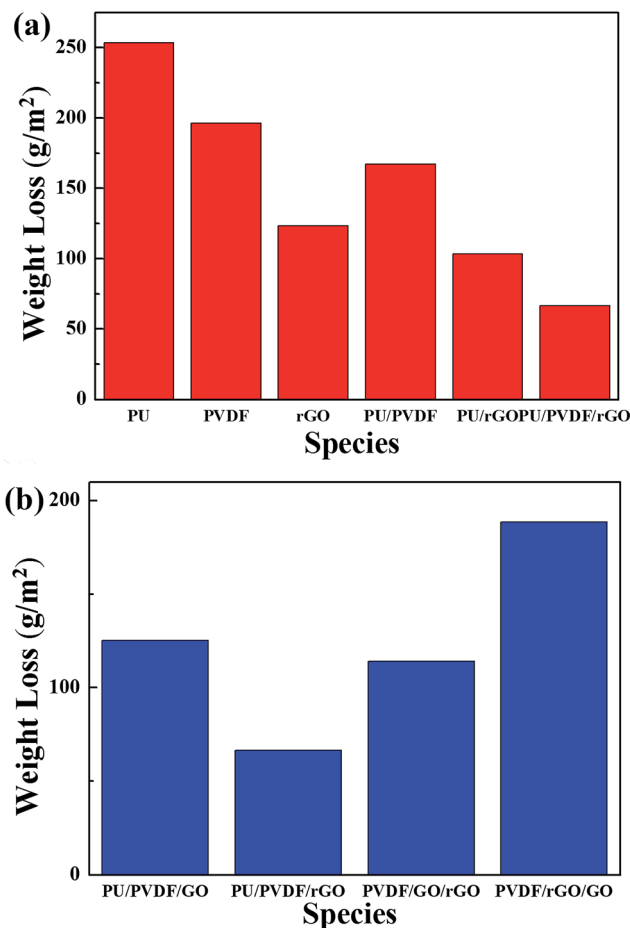 (a)
Weight Loss (g/m²)
250
200
150
100
50
0
PU PVDF rGO PU/PVDF PU/rGO PU/PVDF/rGO
Species
(b)
Weight Loss (g/m²)
200
100
0
PU/PVDF/GO PU/PVDF/rGO PVDF/GO/rGO PVDF/rGO/GO
Species